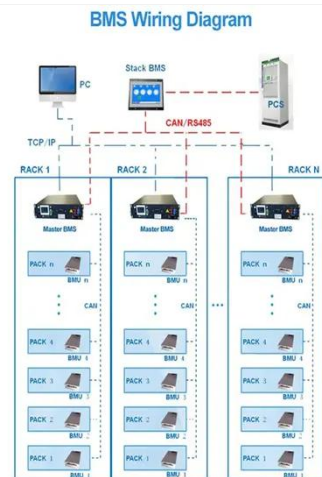 BMS Wiring Diagram
Stack BMS
PC
PCS
CAN/RS485
TCP/IP
RACK 1 RACK 2 RACK N
Master BMS Master BMS Master BMS
PACK n PACK n PACK n
BMU n BMU n BMU n
CAN CAN CAN
PACK 4 PACK 4 PACK 4
BMU 4 BMU 4 BMU 4
PACK 3 PACK 3 PACK 3
BMU 3 BMU 3 BMU 3
PACK 2 PACK 2 PACK 2
BMU 2 BMU 2 BMU 2
PACK 1 PACK 1 PACK 1
BMU 1 BMU 1 BMU 1